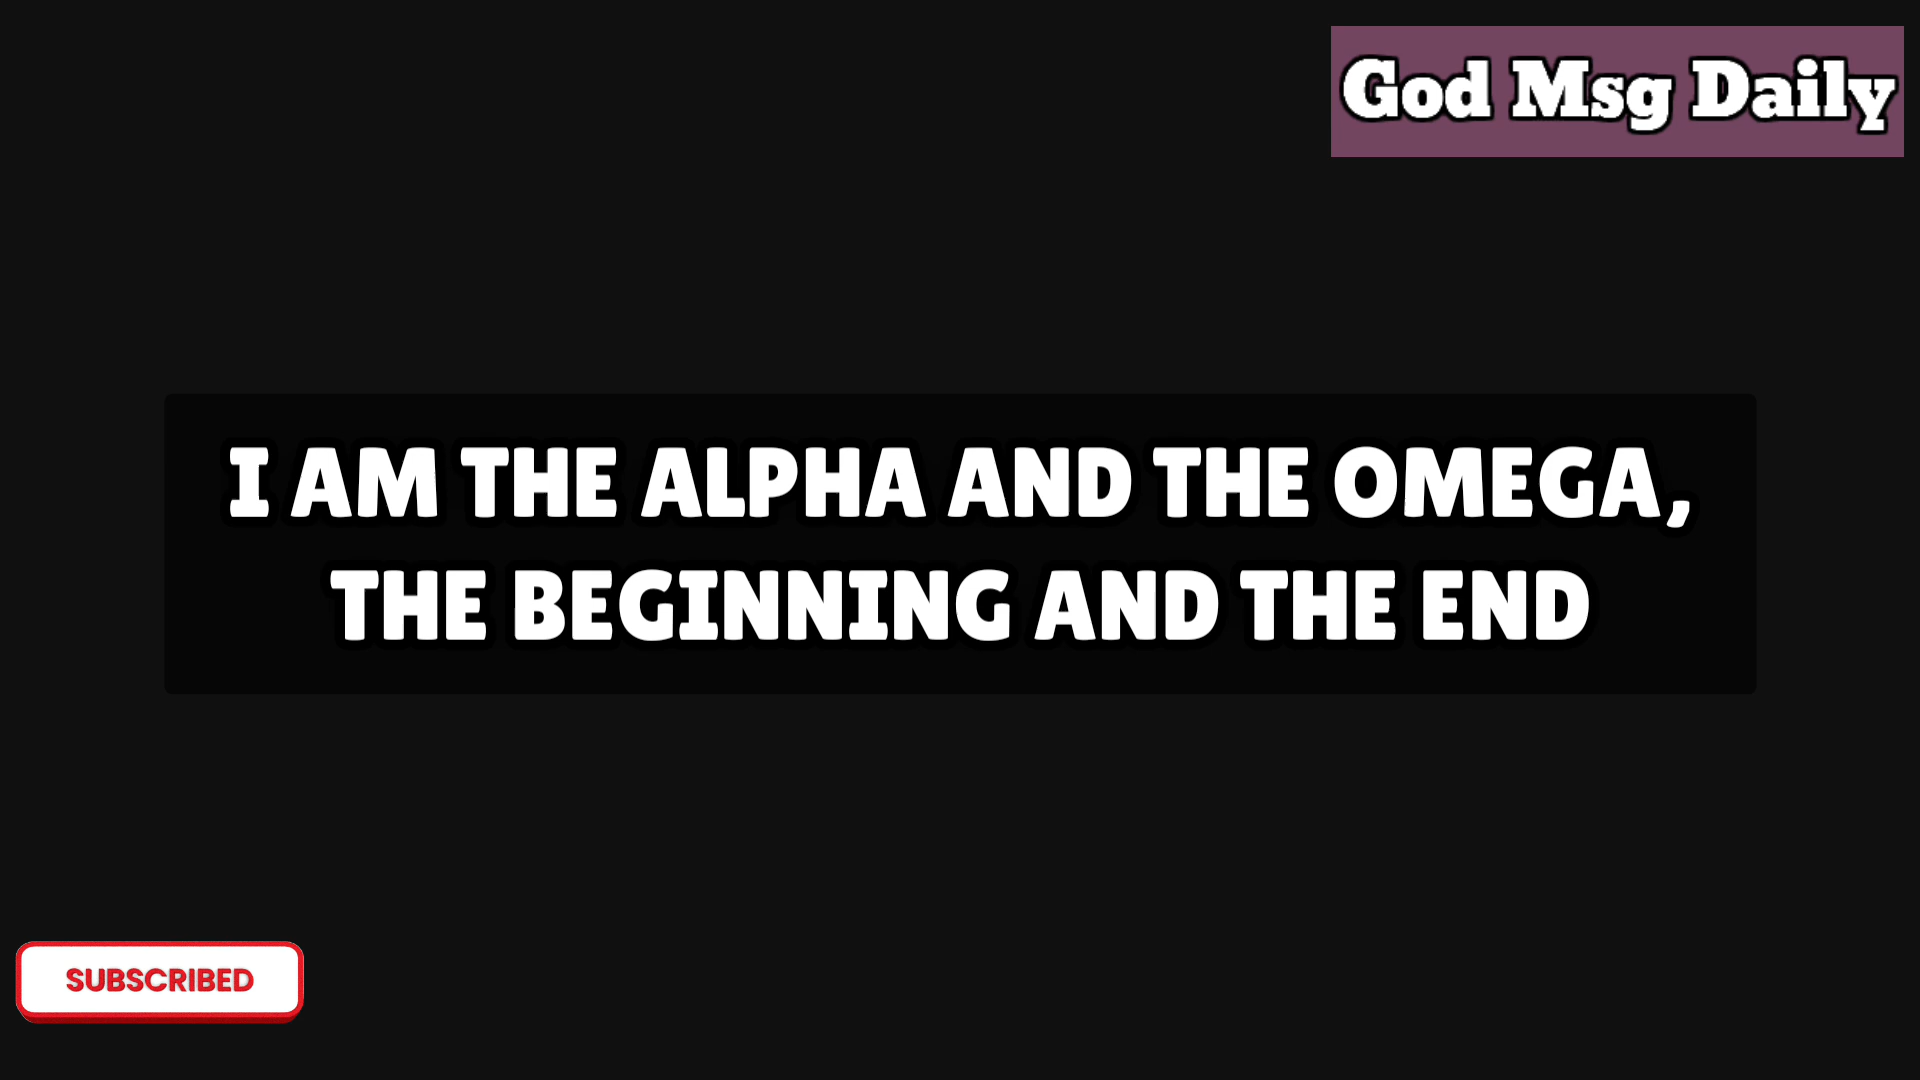 God Msg Daily
I AM THE ALPHA AND THE OMEGA,
THE BEGINNING AND THE END
SUBSCRIBED